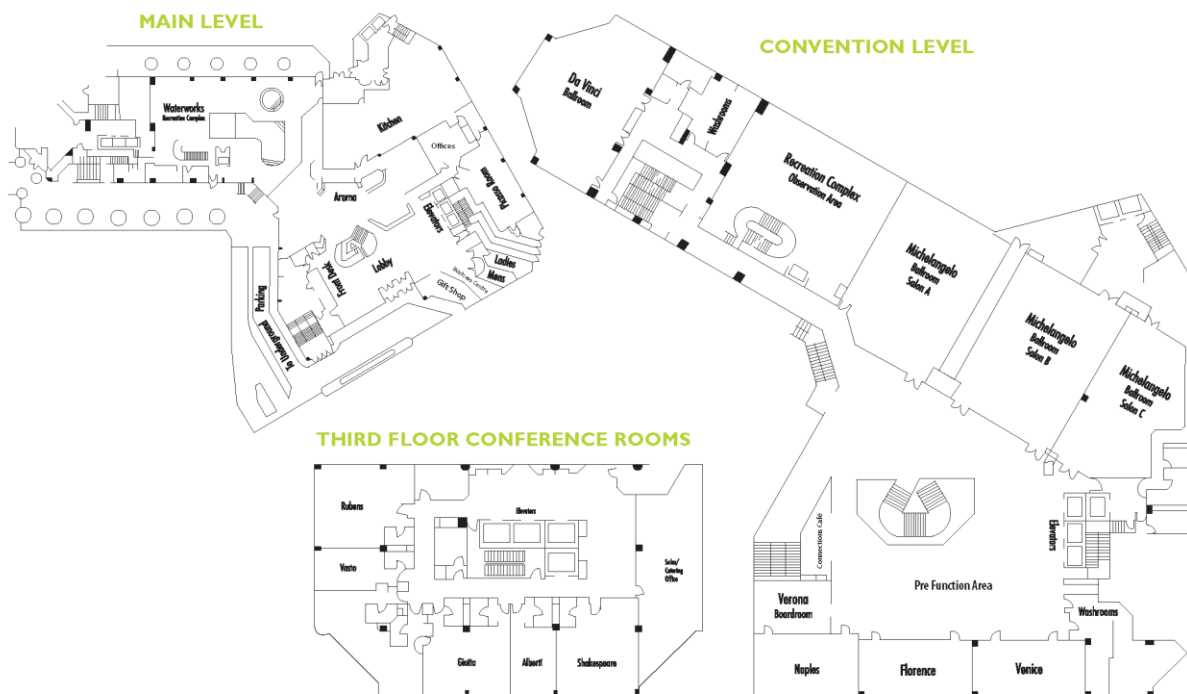 MAIN LEVEL
Waterworks
Recreation Complex
Kitchen
Offices
Picasso Room
Aroma
Elevators
Lobby
Front Desk
Ladies
Mens
Business Centre
Gift Shop
Parking
To Underground
CONVENTION LEVEL
Da Vinci
Ballroom
Washrooms
Recreation Complex
Observation Area
Michelangelo
Ballroom
Salon A
Michelangelo
Ballroom
Salon B
Michelangelo
Ballroom
Salon C
Connections Café
Elevators
Pre Function Area
Verona
Boardroom
Washrooms
Naples
Florence
Venice
THIRD FLOOR CONFERENCE ROOMS
Rubens
Elevators
Vasto
Sales/
Catering
Office
Giotto
Alberti
Shakespeare